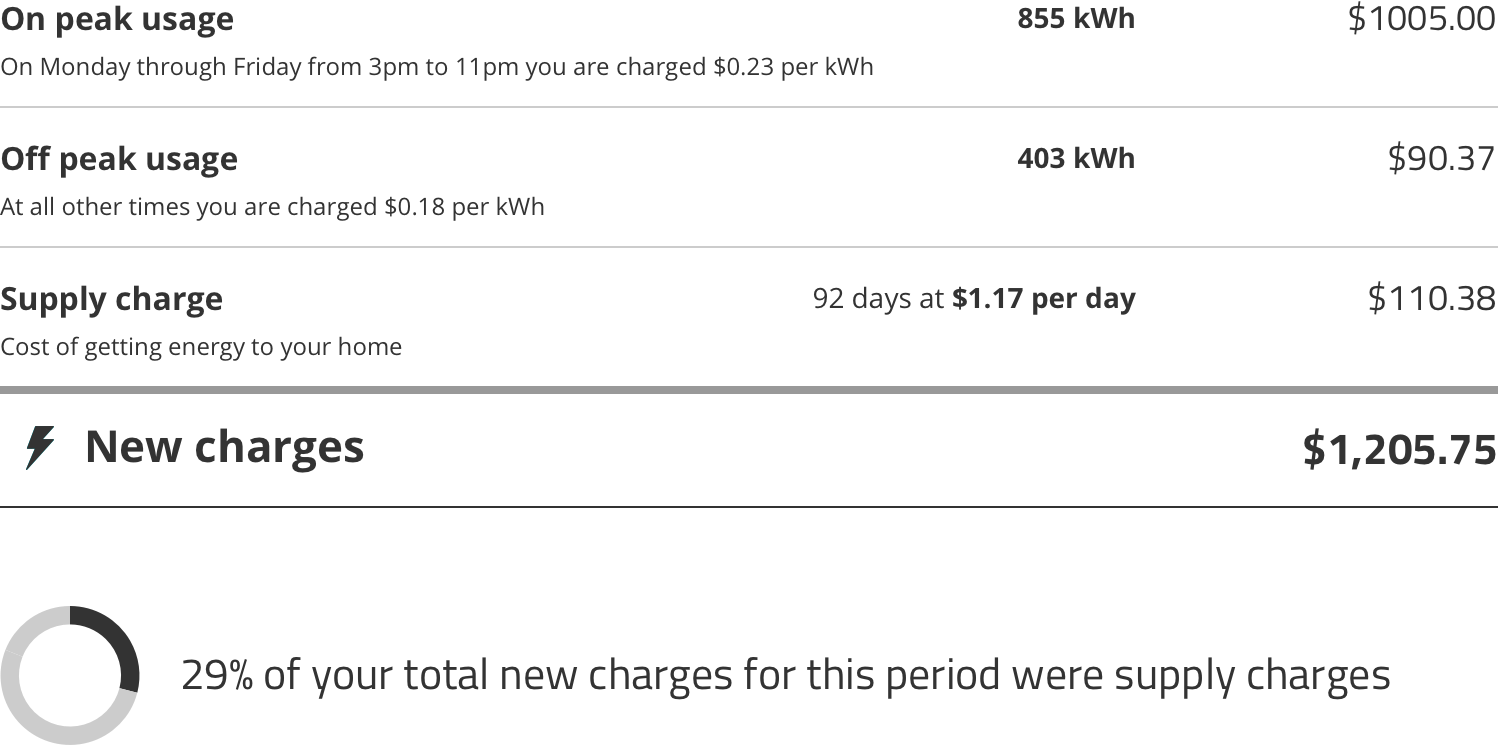 On peak usage 855 kWh $1005.00
On Monday through Friday from 3pm to 11pm you are charged $0.23 per kWh
Off peak usage 403 kWh $90.37
At all other times you are charged $0.18 per kWh
Supply charge 92 days at $1.17 per day $110.38
Cost of getting energy to your home
New charges $1,205.75
29% of your total new charges for this period were supply charges